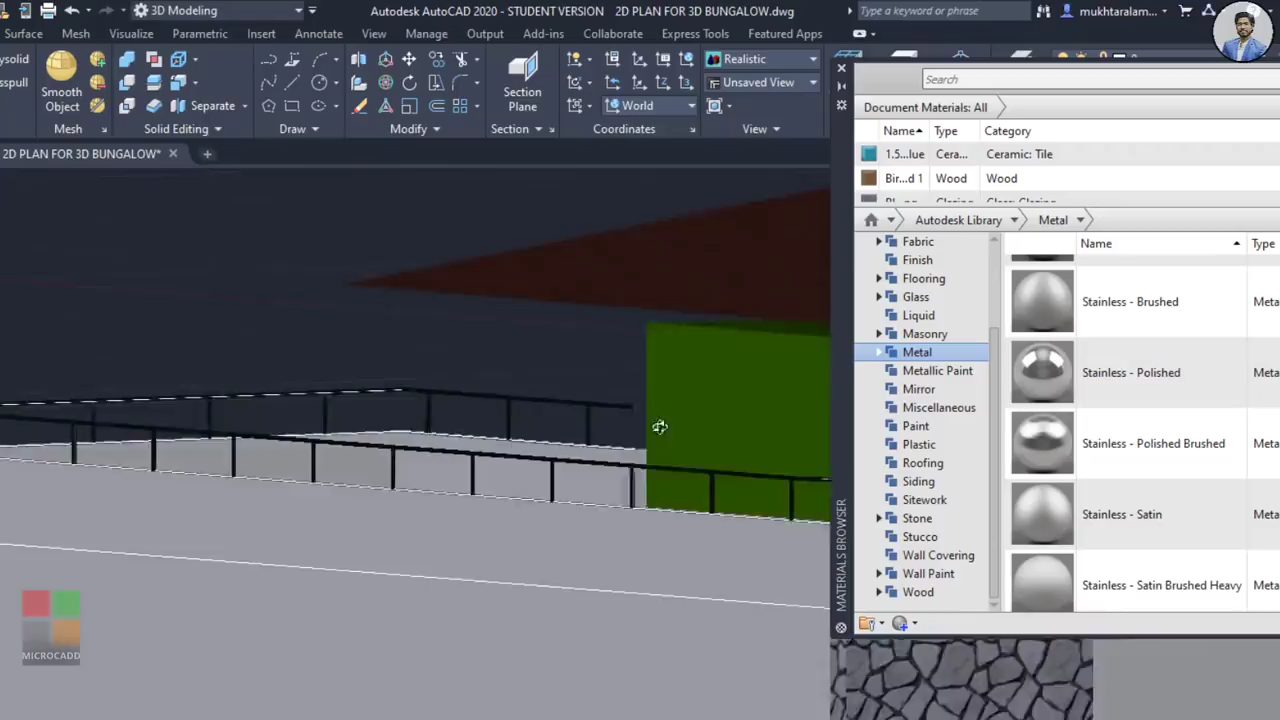 3D Modeling
Autodesk AutoCAD 2020 - STUDENT VERSION 2D PLAN FOR 3D BUNGALOW.dwg
Type a keyword or phrase
mukhtaralam...
Surface Mesh Visualize Parametric Insert Annotate View Manage Output Add-ins Collaborate Express Tools Featured Apps
ysolid
sspull
Smooth
Object
Separate
Section
Plane
Realistic
Unsaved View
World
Mesh
Solid Editing
Draw
Modify
Section
Coordinates
View
2D PLAN FOR 3D BUNGALOW*
Search
Document Materials: All
Name Type Category
1.5...lue Cera... Ceramic: Tile
Bir...d 1 Wood Wood
Autodesk Library Metal
Name Type
Fabric
Finish
Flooring
Glass
Liquid
Masonry
Metal
Metallic Paint
Mirror
Miscellaneous
Paint
Plastic
Roofing
Siding
Sitework
Stone
Stucco
Wall Covering
Wall Paint
Wood
Stainless - Brushed Meta
Stainless - Polished Meta
Stainless - Polished Brushed Meta
Stainless - Satin Meta
Stainless - Satin Brushed Heavy Meta
MATERIALS BROWSER
MICROCADD